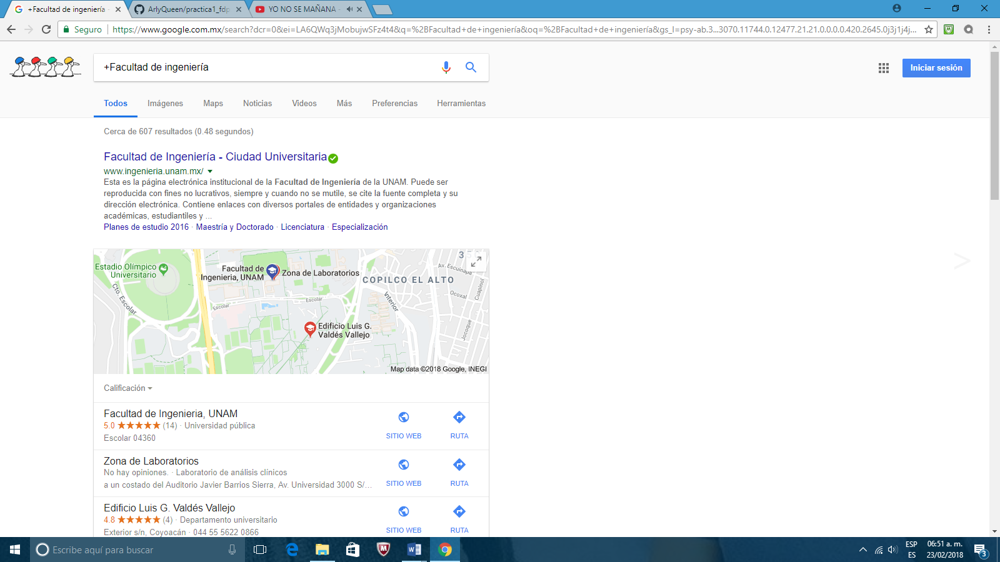 +Facultad de ingeniería -
ArlyQueen/practica1_fdp
YO NO SE MAÑANA -
Seguro
https://www.google.com.mx/search?dcr=0&ei=LA6QWq3jMobujwSFz4t4&q=%2BFacultad+de+ingeniería&oq=%2BFacultad+de+ingeniería&gs_l=psy-ab.3...3070.11744.0.12477.21.21.0.0.0.0.420.2645.0j3j1j4j...
+Facultad de ingeniería
Iniciar sesión
Todos Imágenes Maps Noticias Videos Más Preferencias Herramientas
Cerca de 607 resultados (0.48 segundos)
Facultad de Ingeniería - Ciudad Universitaria
www.ingenieria.unam.mx/
Esta es la página electrónica institucional de la Facultad de Ingeniería de la UNAM. Puede ser
reproducida con fines no lucrativos, siempre y cuando no se mutile, se cite la fuente completa y su
dirección electrónica. Contiene enlaces con diversos portales de entidades y organizaciones
académicas, estudiantiles y ...
Planes de estudio 2016 · Maestría y Doctorado · Licenciatura · Especialización
Estadio Olímpico
Universitario
Cto. Escolar
Facultad de
Ingenieria, UNAM
Zona de Laboratorios
Escolar
Escolar
COPILCO EL ALTO
Interior
Av. Escuinapa
Ocoxal
Cuapinol
Jocoque
Edificio Luis G.
Valdés Vallejo
Map data ©2018 Google, INEGI
Calificación
Facultad de Ingenieria, UNAM
5.0 ★★★★★ (14) · Universidad pública
Escolar 04360
SITIO WEB RUTA
Zona de Laboratorios
No hay opiniones. · Laboratorio de análisis clínicos
a un costado del Auditorio Javier Barrios Sierra, Av. Universidad 3000 S/...
SITIO WEB RUTA
Edificio Luis G. Valdés Vallejo
4.8 ★★★★★ (4) · Departamento universitario
Exterior s/n, Coyoacán · 044 55 5622 0866
SITIO WEB RUTA
Escribe aquí para buscar
ESP
ES
06:51 a. m.
23/02/2018
3